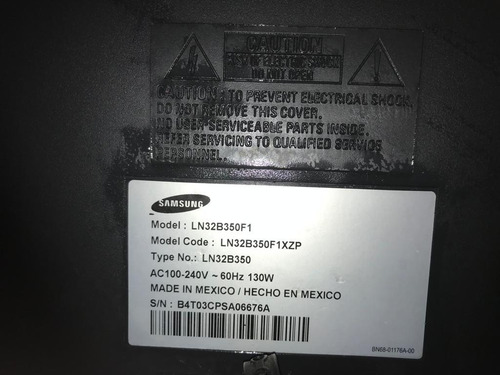 CAUTION
RISK OF ELECTRIC SHOCK
DO NOT OPEN
CAUTION : TO PREVENT ELECTRICAL SHOCK,
DO NOT REMOVE THIS COVER.
NO USER-SERVICEABLE PARTS INSIDE.
REFER SERVICING TO QUALIFIED SERVICE
PERSONNEL.
SAMSUNG
Model : LN32B350F1
Model Code : LN32B350F1XZP
Type No.: LN32B350
AC100-240V ~ 60Hz 130W
MADE IN MEXICO / HECHO EN MEXICO
S/N : B4T03CPSA06676A
BN68-01176A-00